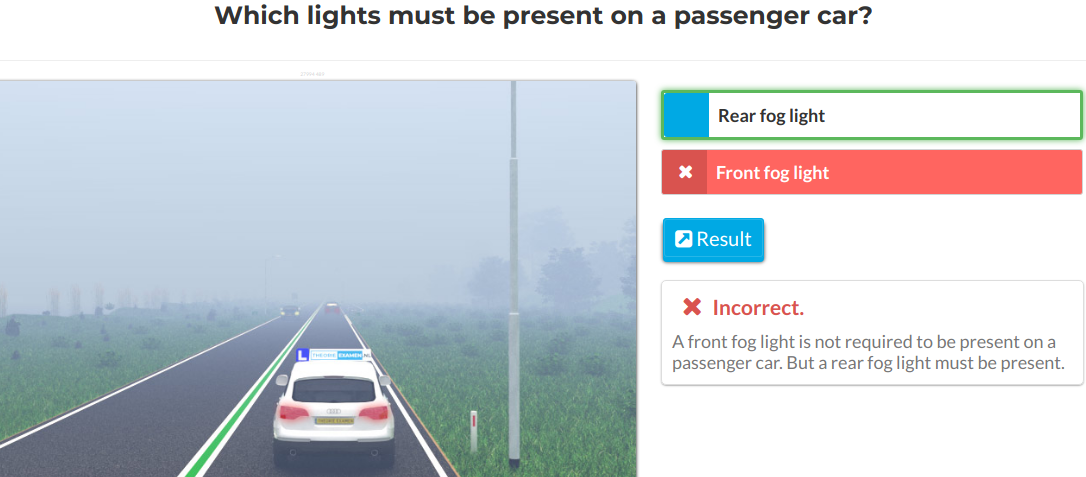 Which lights must be present on a passenger car?
Rear fog light
Front fog light
Result
Incorrect.
A front fog light is not required to be present on a
passenger car. But a rear fog light must be present.
L THEORIE EXAMEN.NL